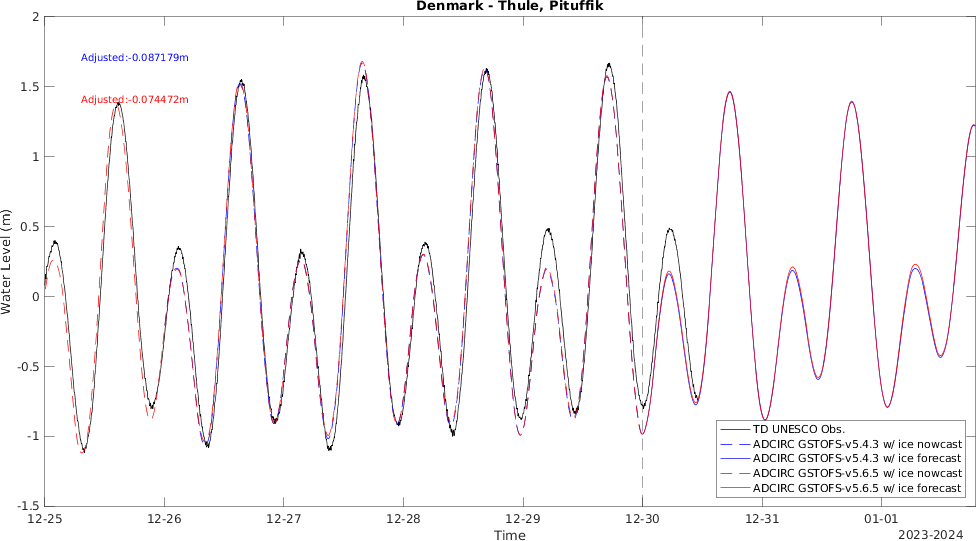 Denmark - Thule, Pituffik
2
1.5
1
0.5
0
-0.5
-1
-1.5
Water Level (m)
Adjusted:-0.087179m
Adjusted:-0.074472m
TD UNESCO Obs.
ADCIRC GSTOFS-v5.4.3 w/ ice nowcast
ADCIRC GSTOFS-v5.4.3 w/ ice forecast
ADCIRC GSTOFS-v5.6.5 w/ ice nowcast
ADCIRC GSTOFS-v5.6.5 w/ ice forecast
12-25 12-26 12-27 12-28 12-29 12-30 12-31 01-01
Time
2023-2024